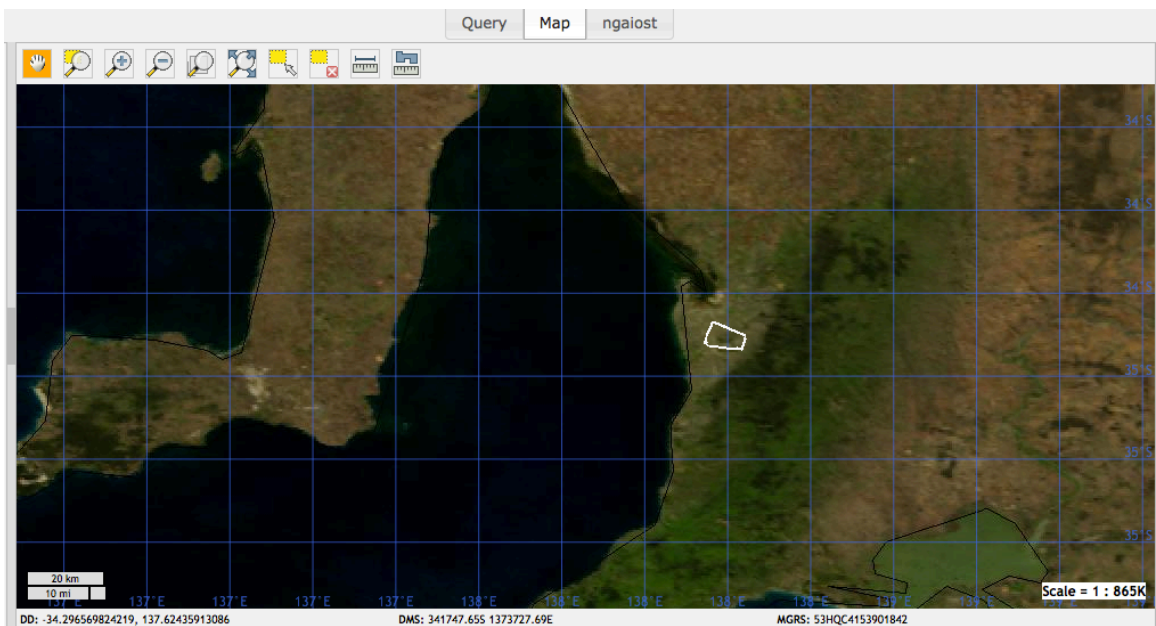 Query Map ngaiost
34°S
34°S
34°S
35°S
35°S
35°S
20 km
10 mi
137°E 137°E 137°E 137°E 137°E 138°E 138°E 138°E 138°E 138°E 139°E 139°E
Scale = 1 : 865K
DD: -34.296569824219, 137.62435913086 DMS: 341747.65S 1373727.69E MGRS: 53HQC4153901842